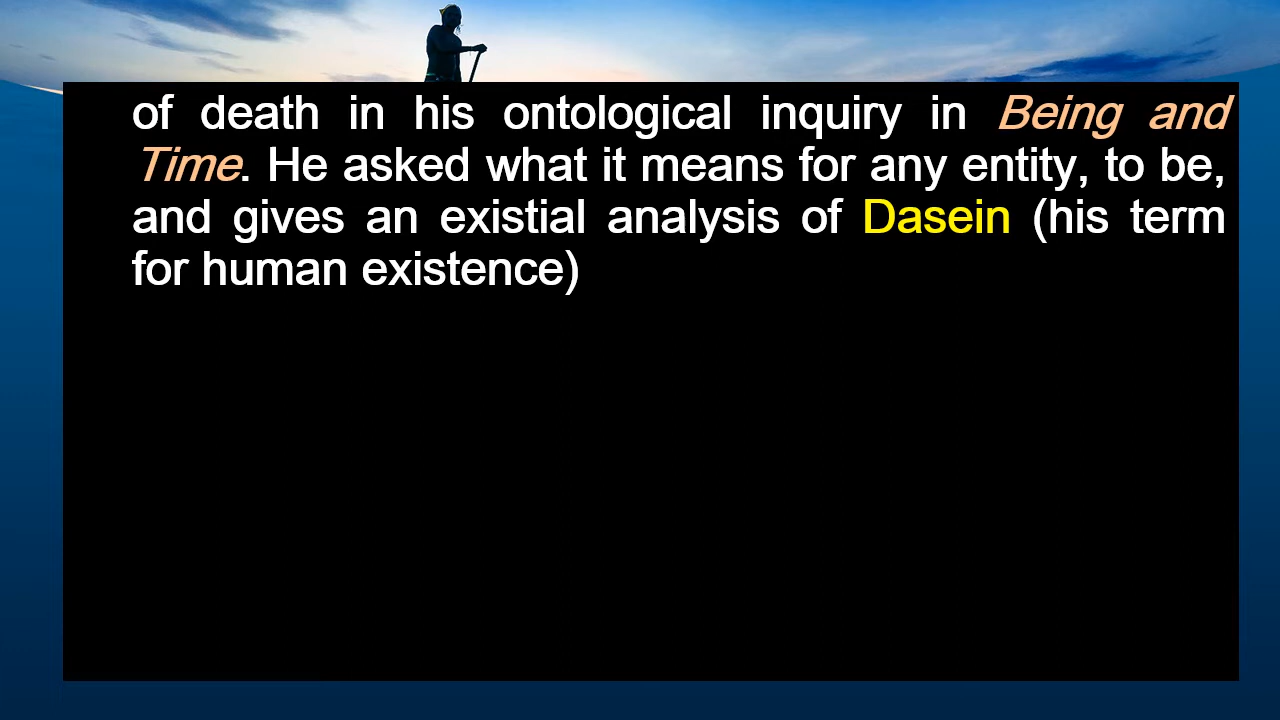 of death in his ontological inquiry in Being and
Time. He asked what it means for any entity, to be,
and gives an existial analysis of Dasein (his term
for human existence)